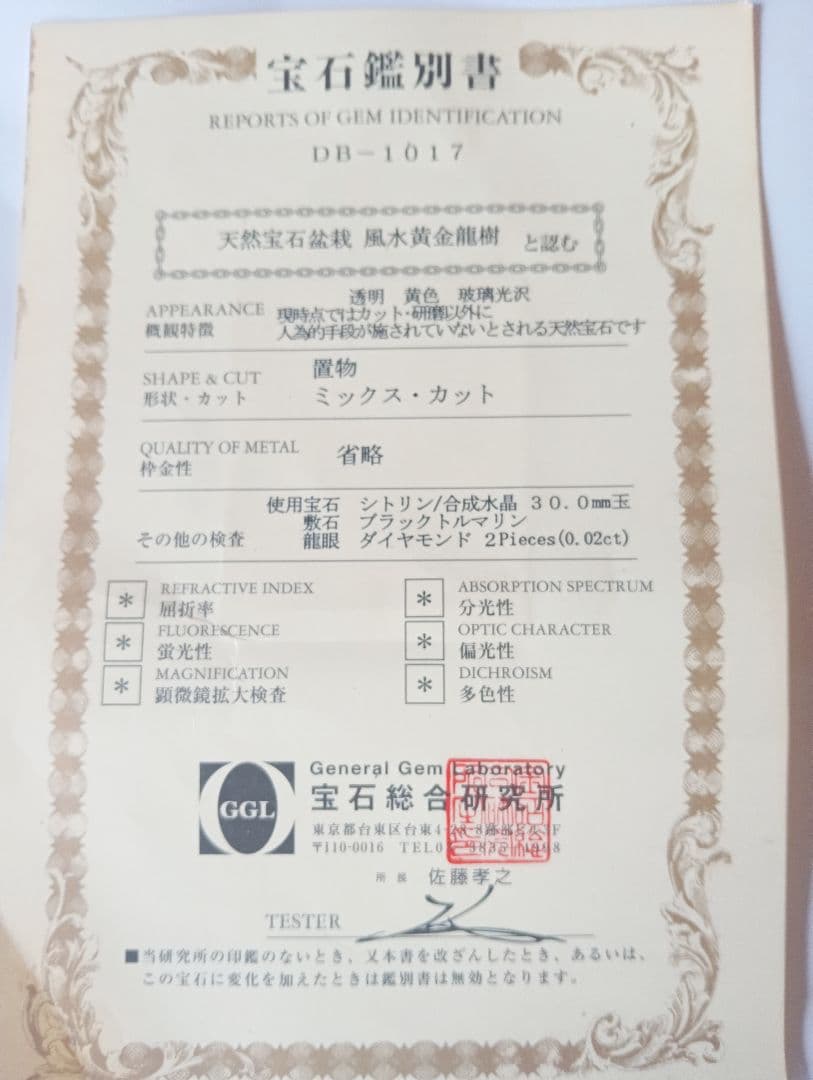 宝石鑑別書
REPORTS OF GEM IDENTIFICATION
DB-1017
天然宝石盆栽 風水黄金龍樹 と認む
透明 黄色 玻璃光沢
APPEARANCE 現時点ではカット・研磨以外に
概観特徴 人為的手段が施されていないとされる天然宝石です
SHAPE & CUT 置物
形状・カット ミックス・カット
QUALITY OF METAL 省略
枠金性
使用宝石 シトリン/合成水晶 30.0mm玉
敷石 ブラックトルマリン
その他の検査 龍眼 ダイヤモンド 2Pieces(0.02ct)
* REFRACTIVE INDEX
屈折率
* ABSORPTION SPECTRUM
分光性
* FLUORESCENCE
蛍光性
* OPTIC CHARACTER
偏光性
* MAGNIFICATION
顕微鏡拡大検査
* DICHROISM
多色性
GGL
General Gem Laboratory
宝石総合研究所
東京都台東区台東4-28-8
〒110-0016 TEL
所長 佐藤孝之
TESTER
■当研究所の印鑑のないとき、又本書を改ざんしたとき、あるいは、
この宝石に変化を加えたときは鑑別書は無効となります。